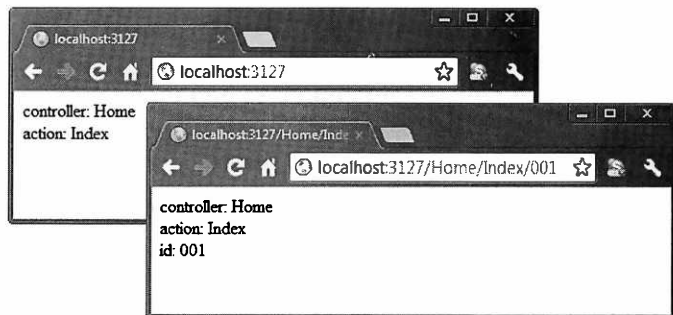 localhost:3127
localhost:3127
controller: Home
action: Index
localhost:3127/Home/Inde
localhost:3127/Home/Index/001
controller: Home
action: Index
id: 001